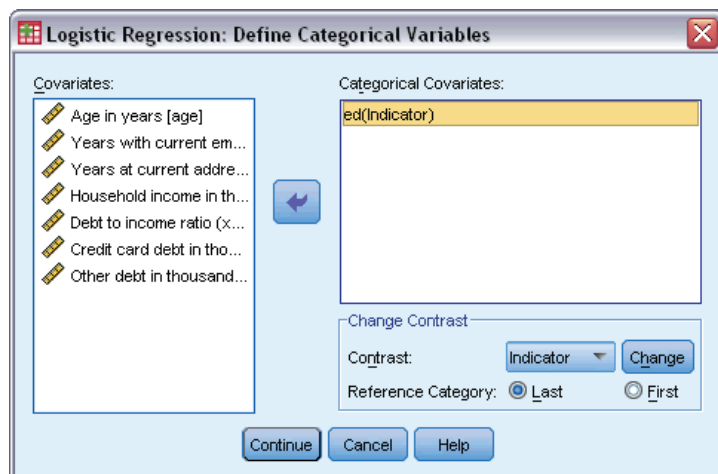 Logistic Regression: Define Categorical Variables
Covariates:
Age in years [age]
Years with current em...
Years at current addre...
Household income in th...
Debt to income ratio (x...
Credit card debt in tho...
Other debt in thousand...
Categorical Covariates:
ed(Indicator)
Change Contrast
Contrast: Indicator Change
Reference Category: Last First
Continue Cancel Help